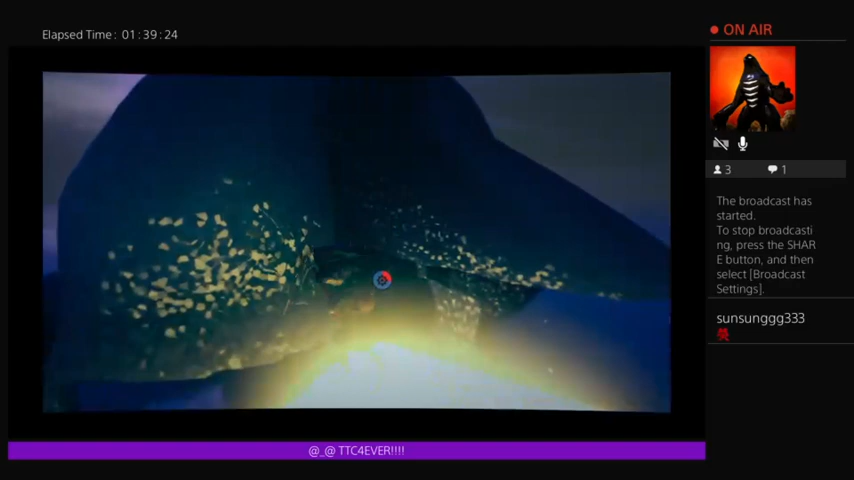 Elapsed Time: 01:39:24
ON AIR
3
1
The broadcast has
started.
To stop broadcasti
ng, press the SHAR
E button, and then
select [Broadcast
Settings].
sunsunggg333
@_@ TTC4EVER!!!!